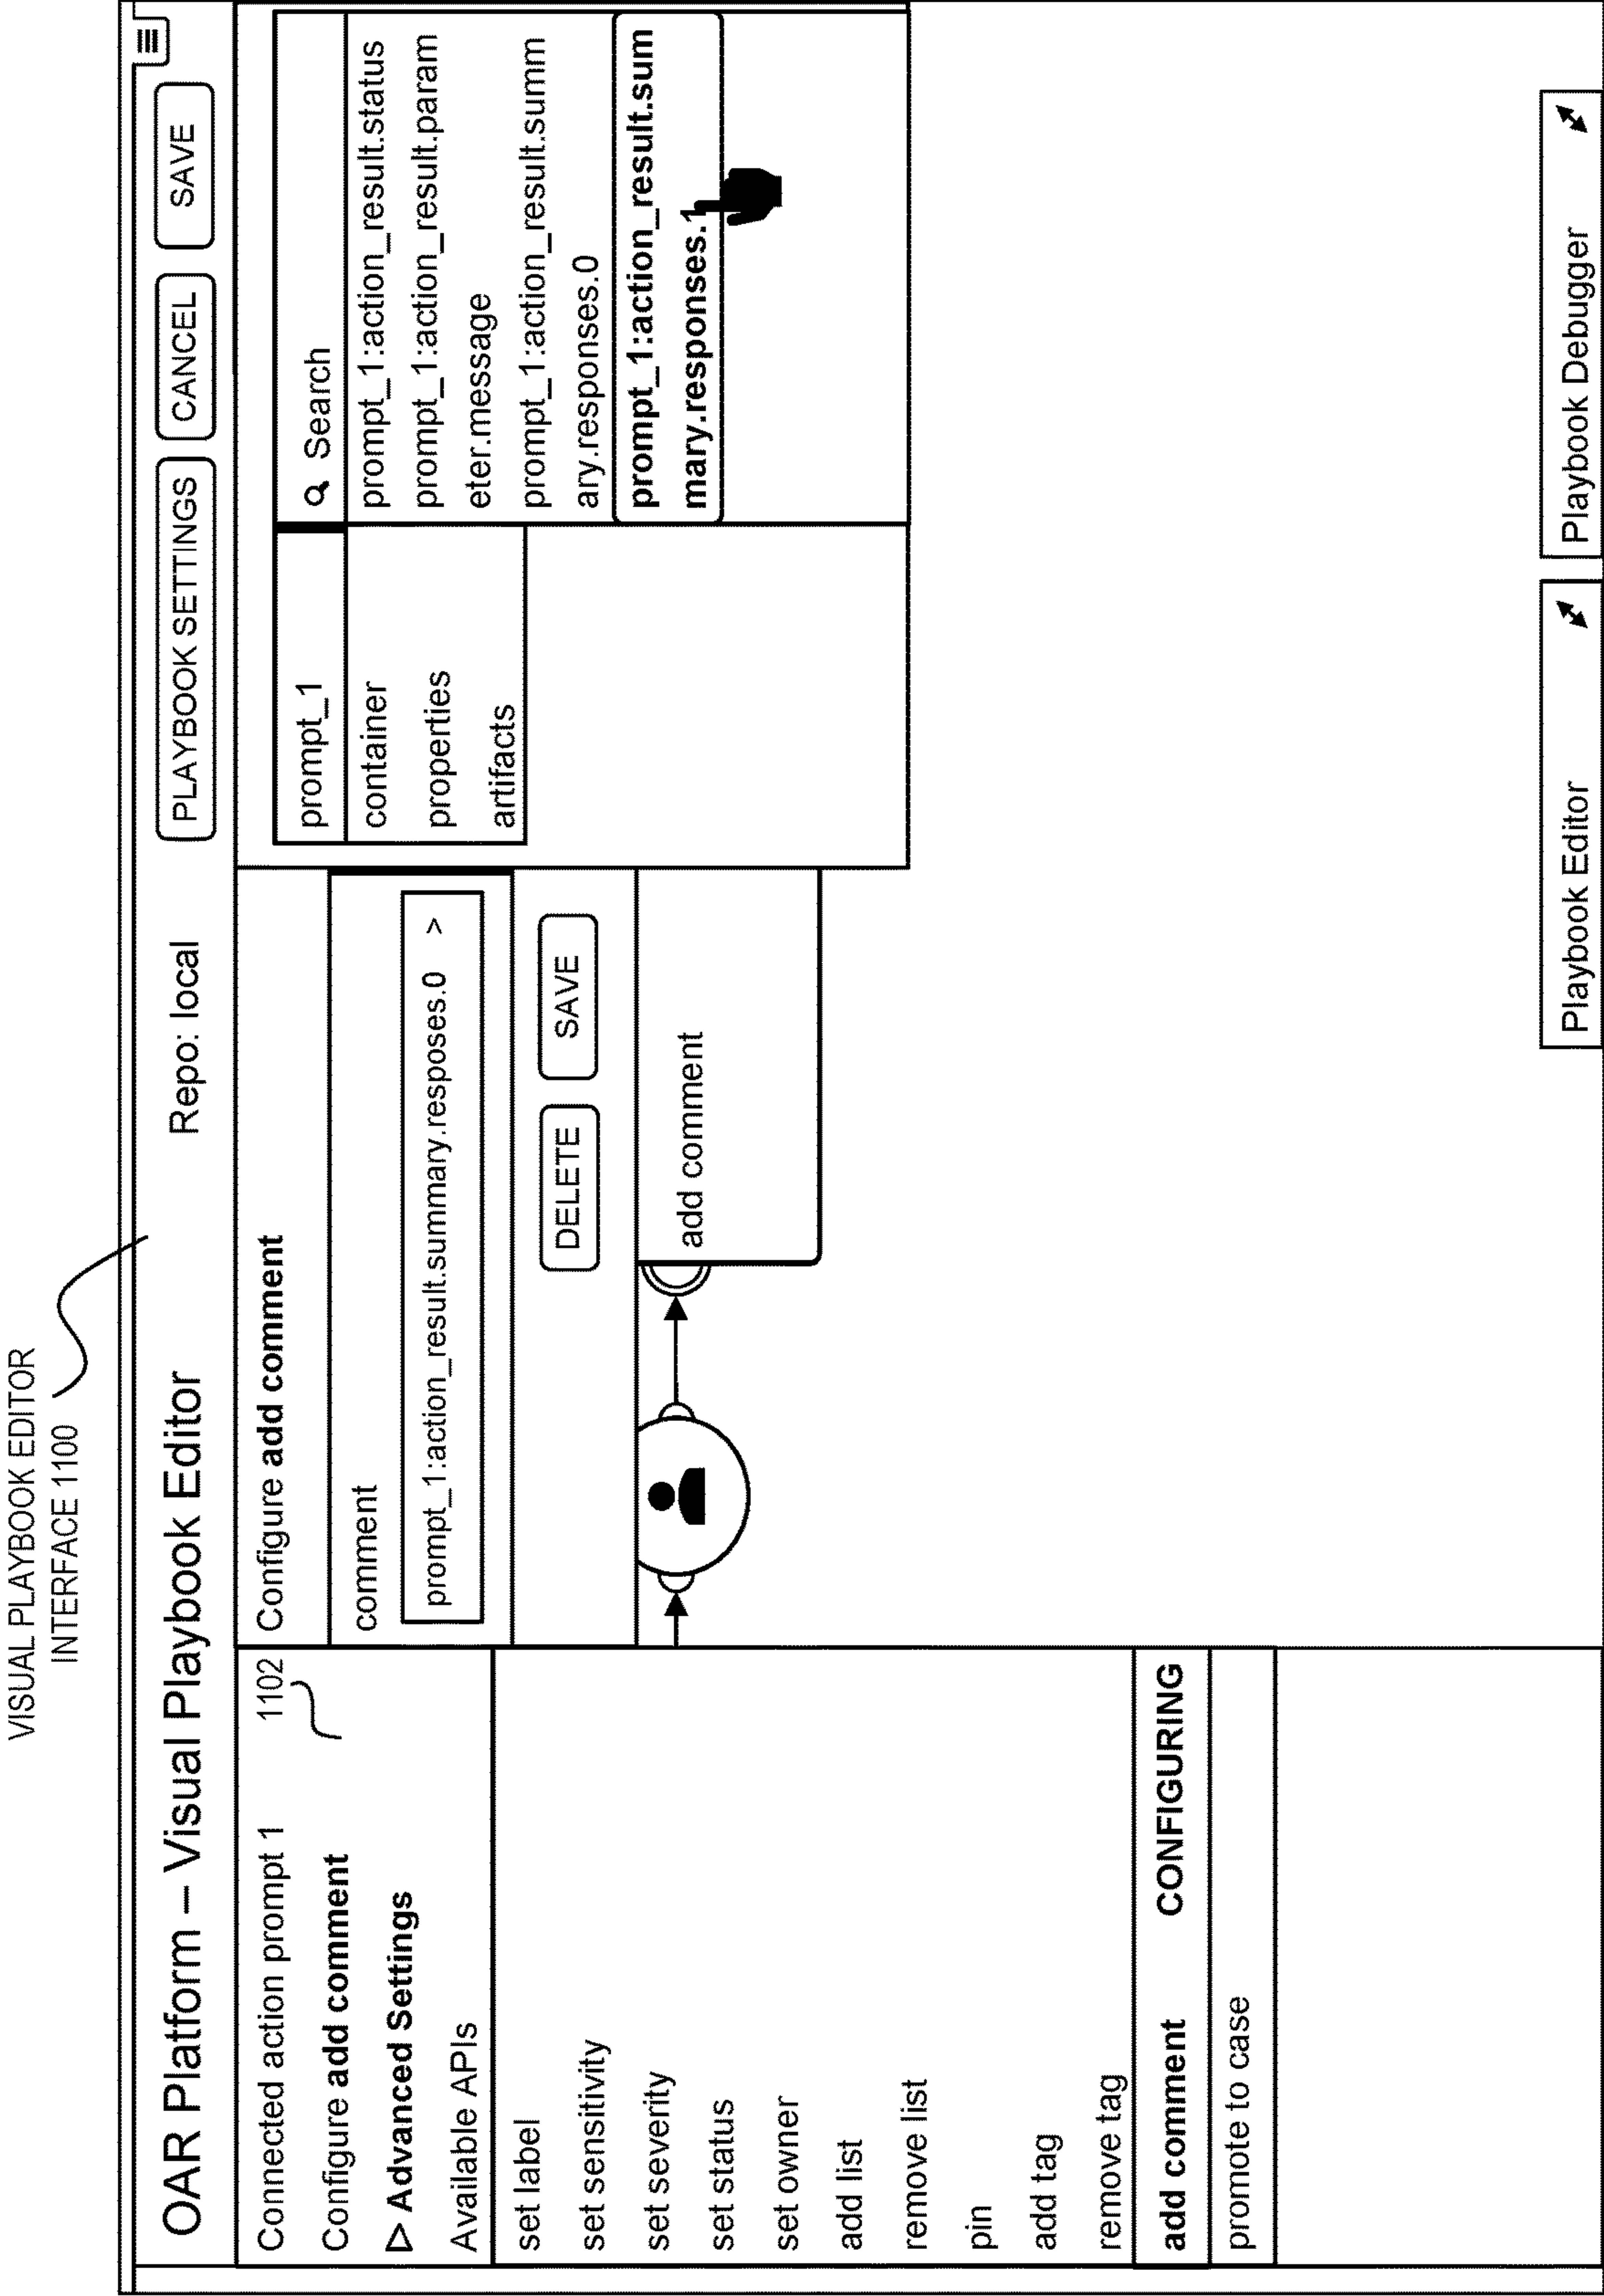 VISUAL PLAYBOOK EDITOR
INTERFACE 1100
OAR Platform – Visual Playbook Editor
Repo: local
PLAYBOOK SETTINGS
CANCEL
SAVE
Connected action prompt 1
1102
Configure add comment
▷ Advanced Settings
Available APIs
set label
set sensitivity
set severity
set status
set owner
add list
remove list
pin
add tag
remove tag
add comment CONFIGURING
promote to case
Configure add comment
comment
prompt_1:action_result.summary.resposes.0 >
DELETE
SAVE
add comment
prompt_1
container
properties
artifacts
Search
prompt_1:action_result.status
prompt_1:action_result.param
eter.message
prompt_1:action_result.summ
ary.responses.0
prompt_1:action_result.sum
mary.responses.1
Playbook Editor
Playbook Debugger